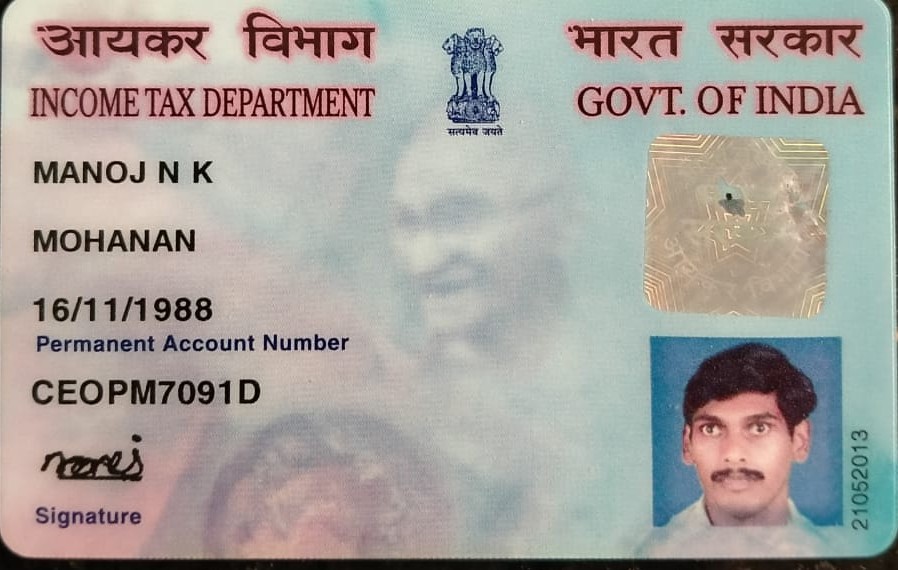 आयकर विभाग
INCOME TAX DEPARTMENT
सत्यमेव जयते
भारत सरकार
GOVT. OF INDIA
MANOJ N K
MOHANAN
16/11/1988
Permanent Account Number
CEOPM7091D
Signature
21052013